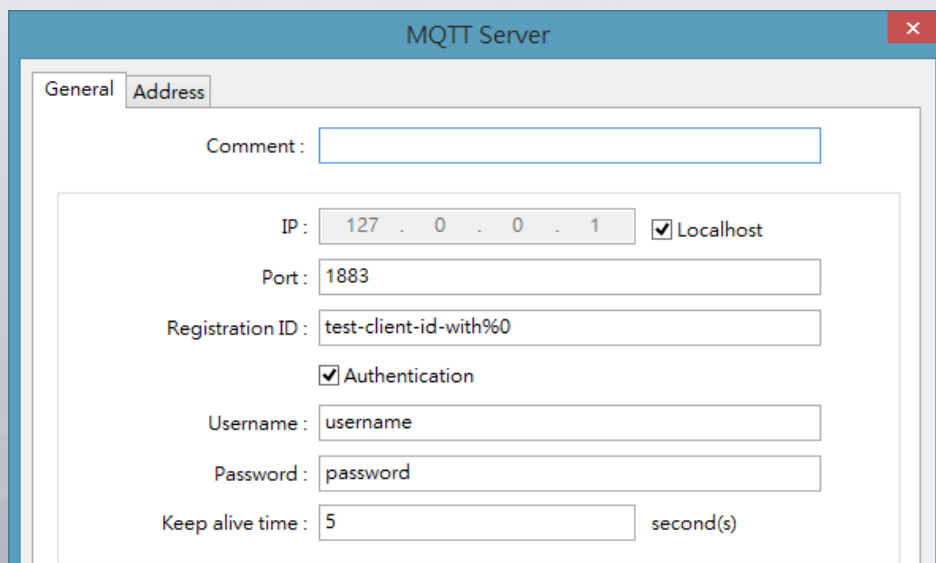 MQTT Server
General Address
Comment :
IP : 127 . 0 . 0 . 1 Localhost
Port : 1883
Registration ID : test-client-id-with%0
Authentication
Username : username
Password : password
Keep alive time : 5 second(s)